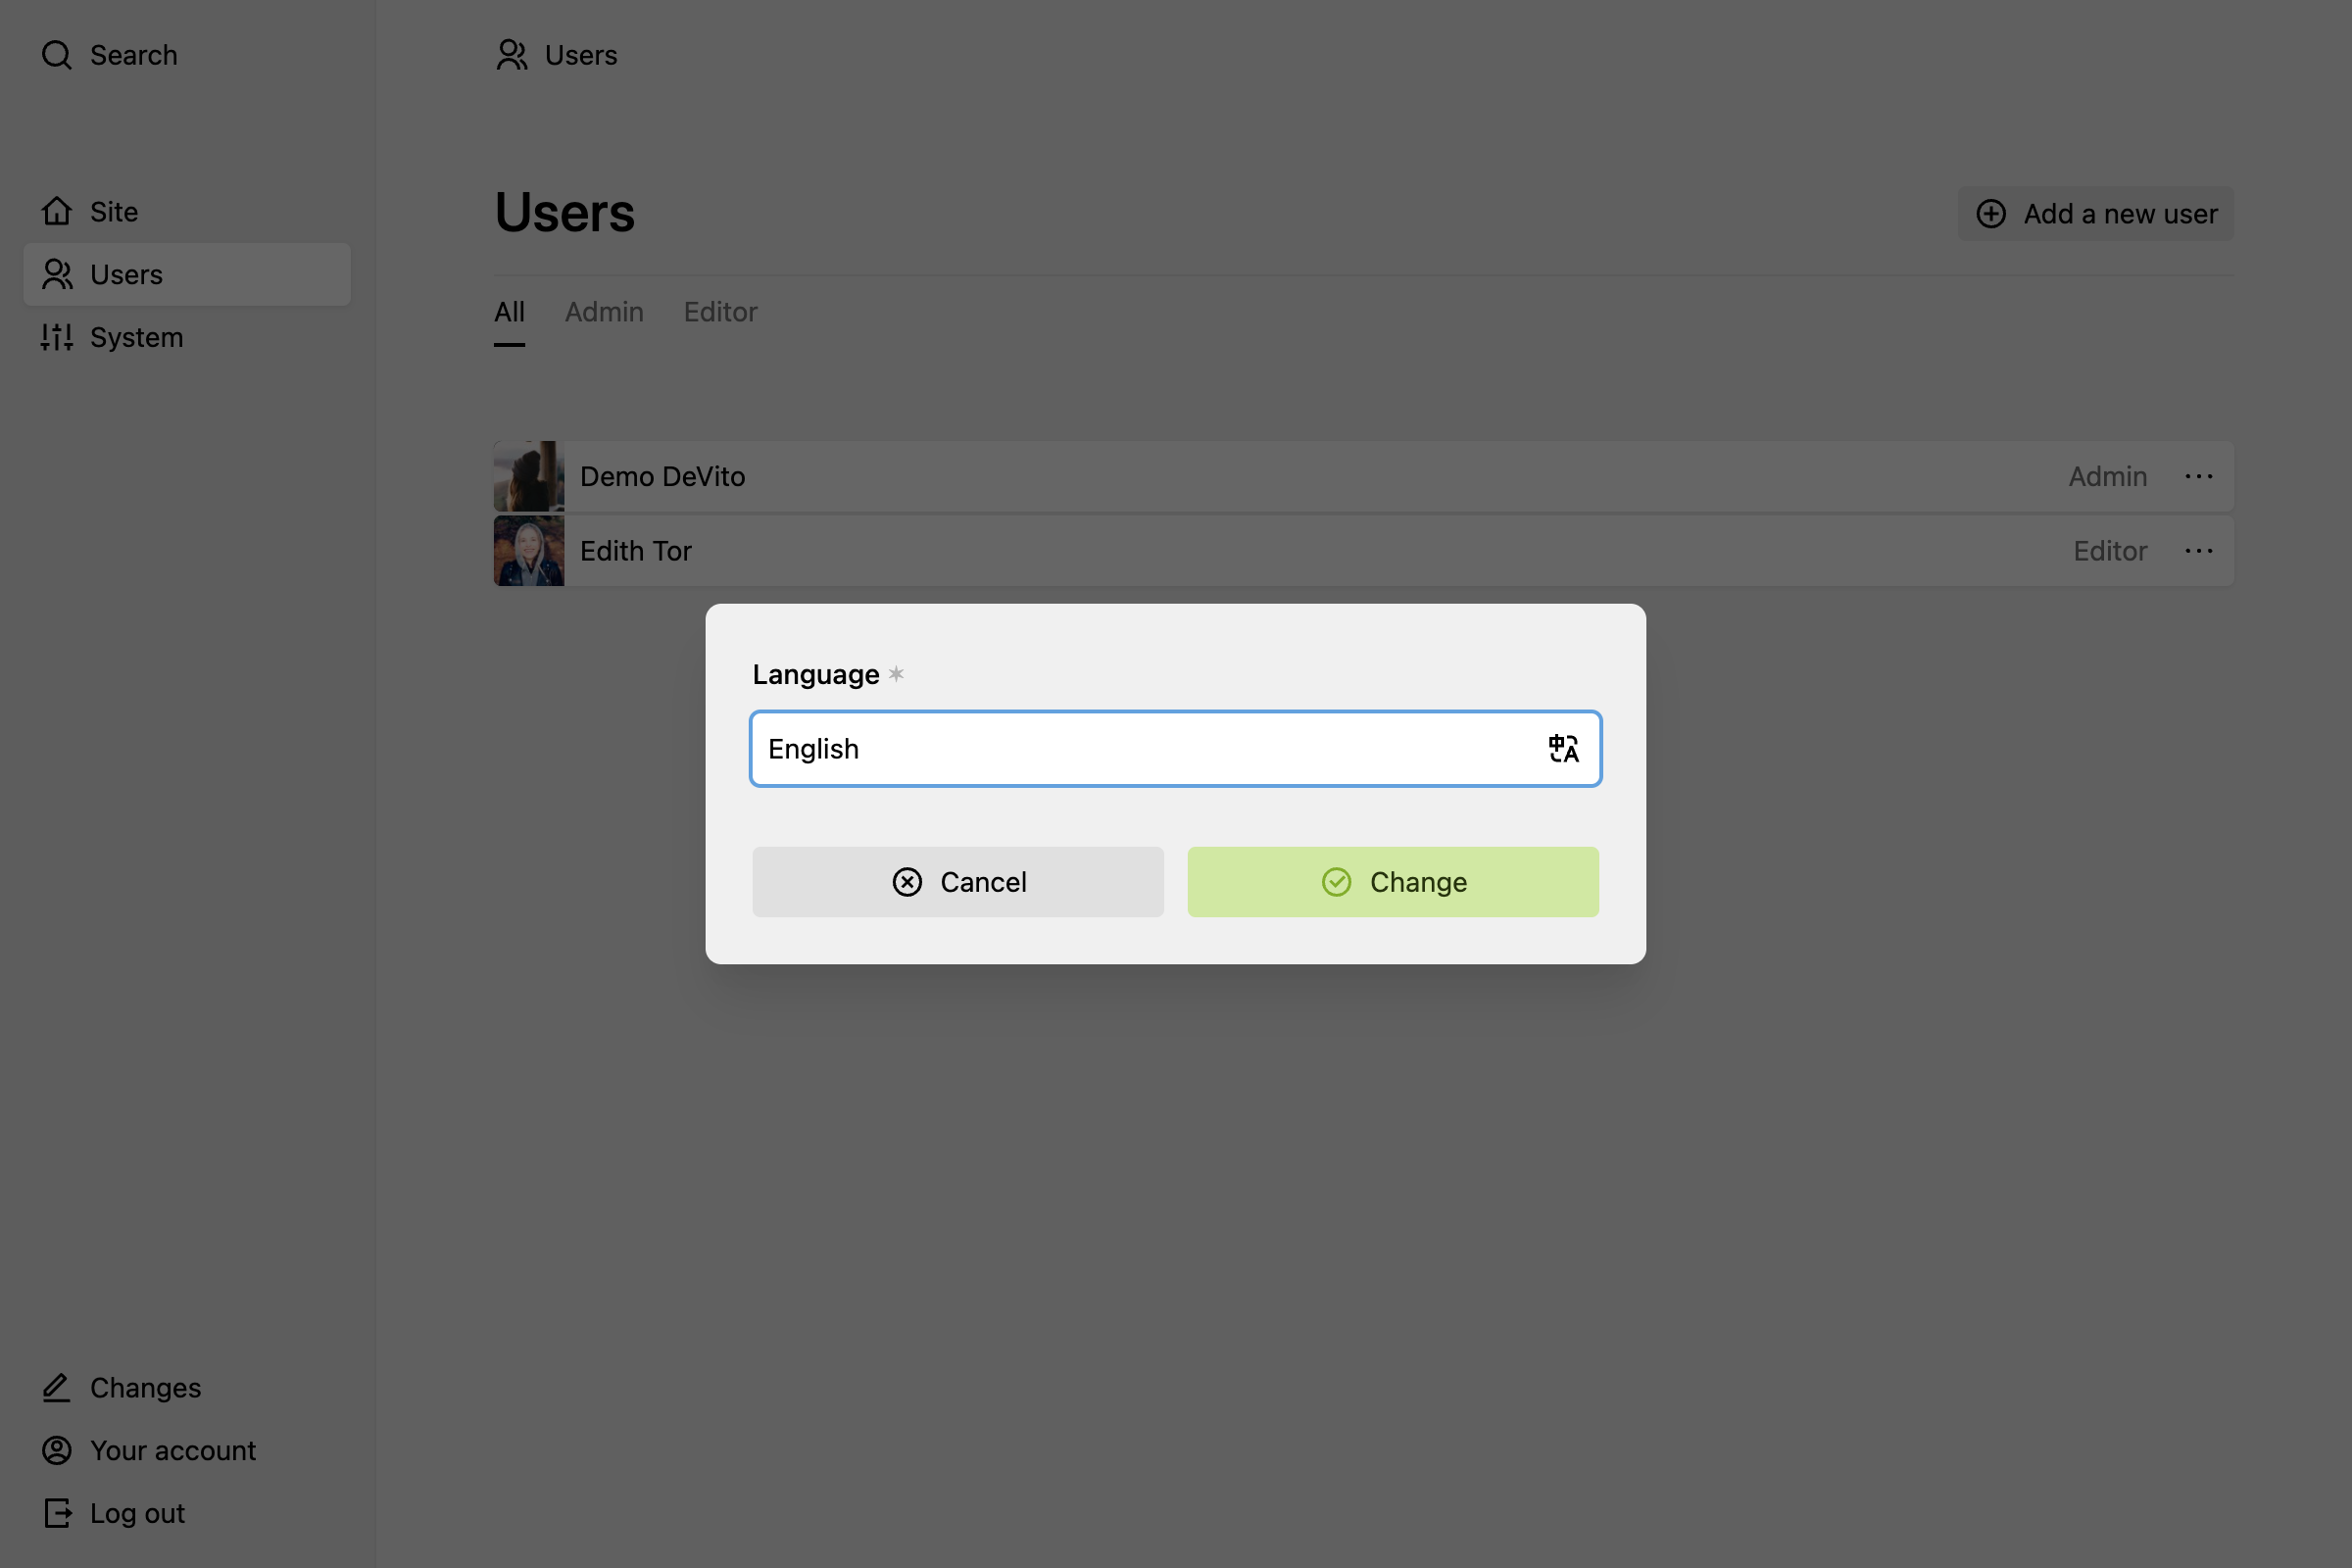 Search
Users
Site
Users
System
Users
Add a new user
All Admin Editor
Demo DeVito Admin
Edith Tor Editor
Language *
English
Cancel Change
Changes
Your account
Log out